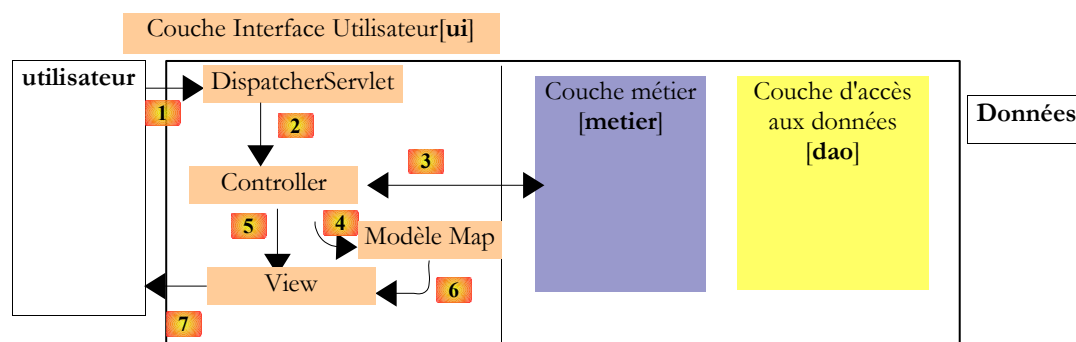 Couche Interface Utilisateur[ui]
utilisateur
DispatcherServlet
1
2
Controller
3
4
5
Modèle Map
View
6
7
Couche métier
[metier]
Couche d'accès
aux données
[dao]
Données